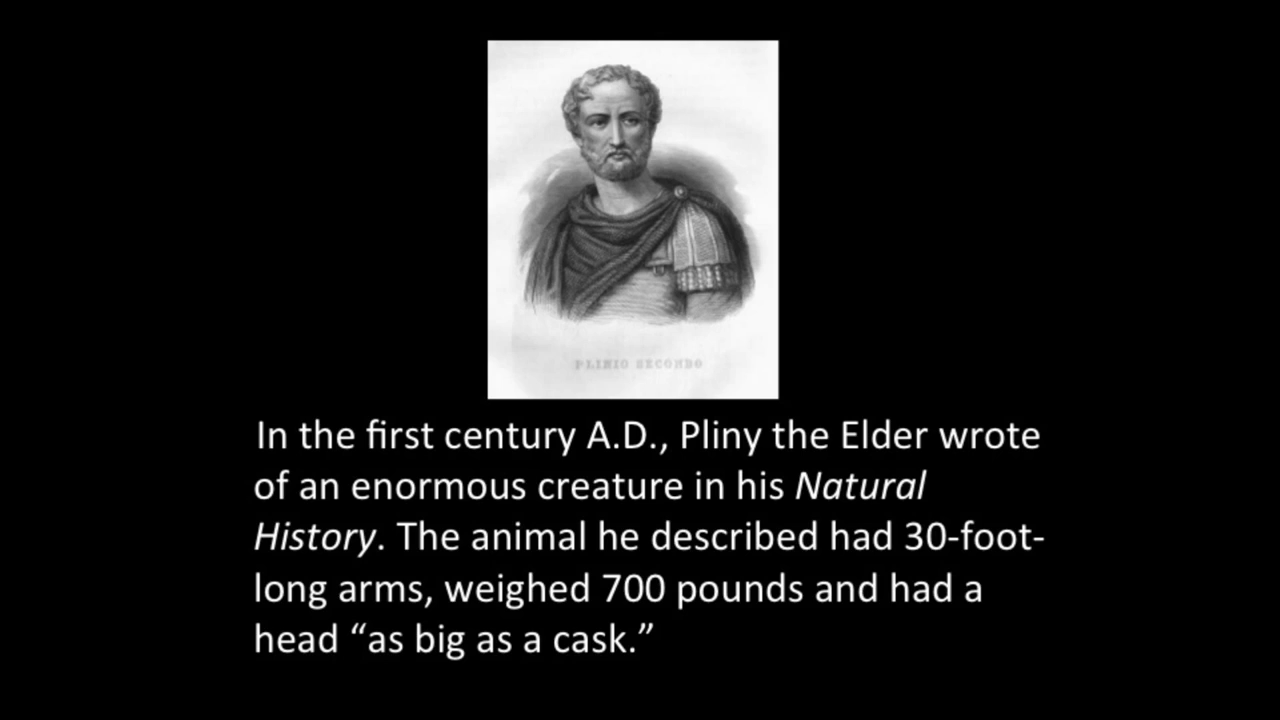 PLINIO SECONDO
In the first century A.D., Pliny the Elder wrote
of an enormous creature in his Natural
History. The animal he described had 30-foot-
long arms, weighed 700 pounds and had a
head “as big as a cask.”